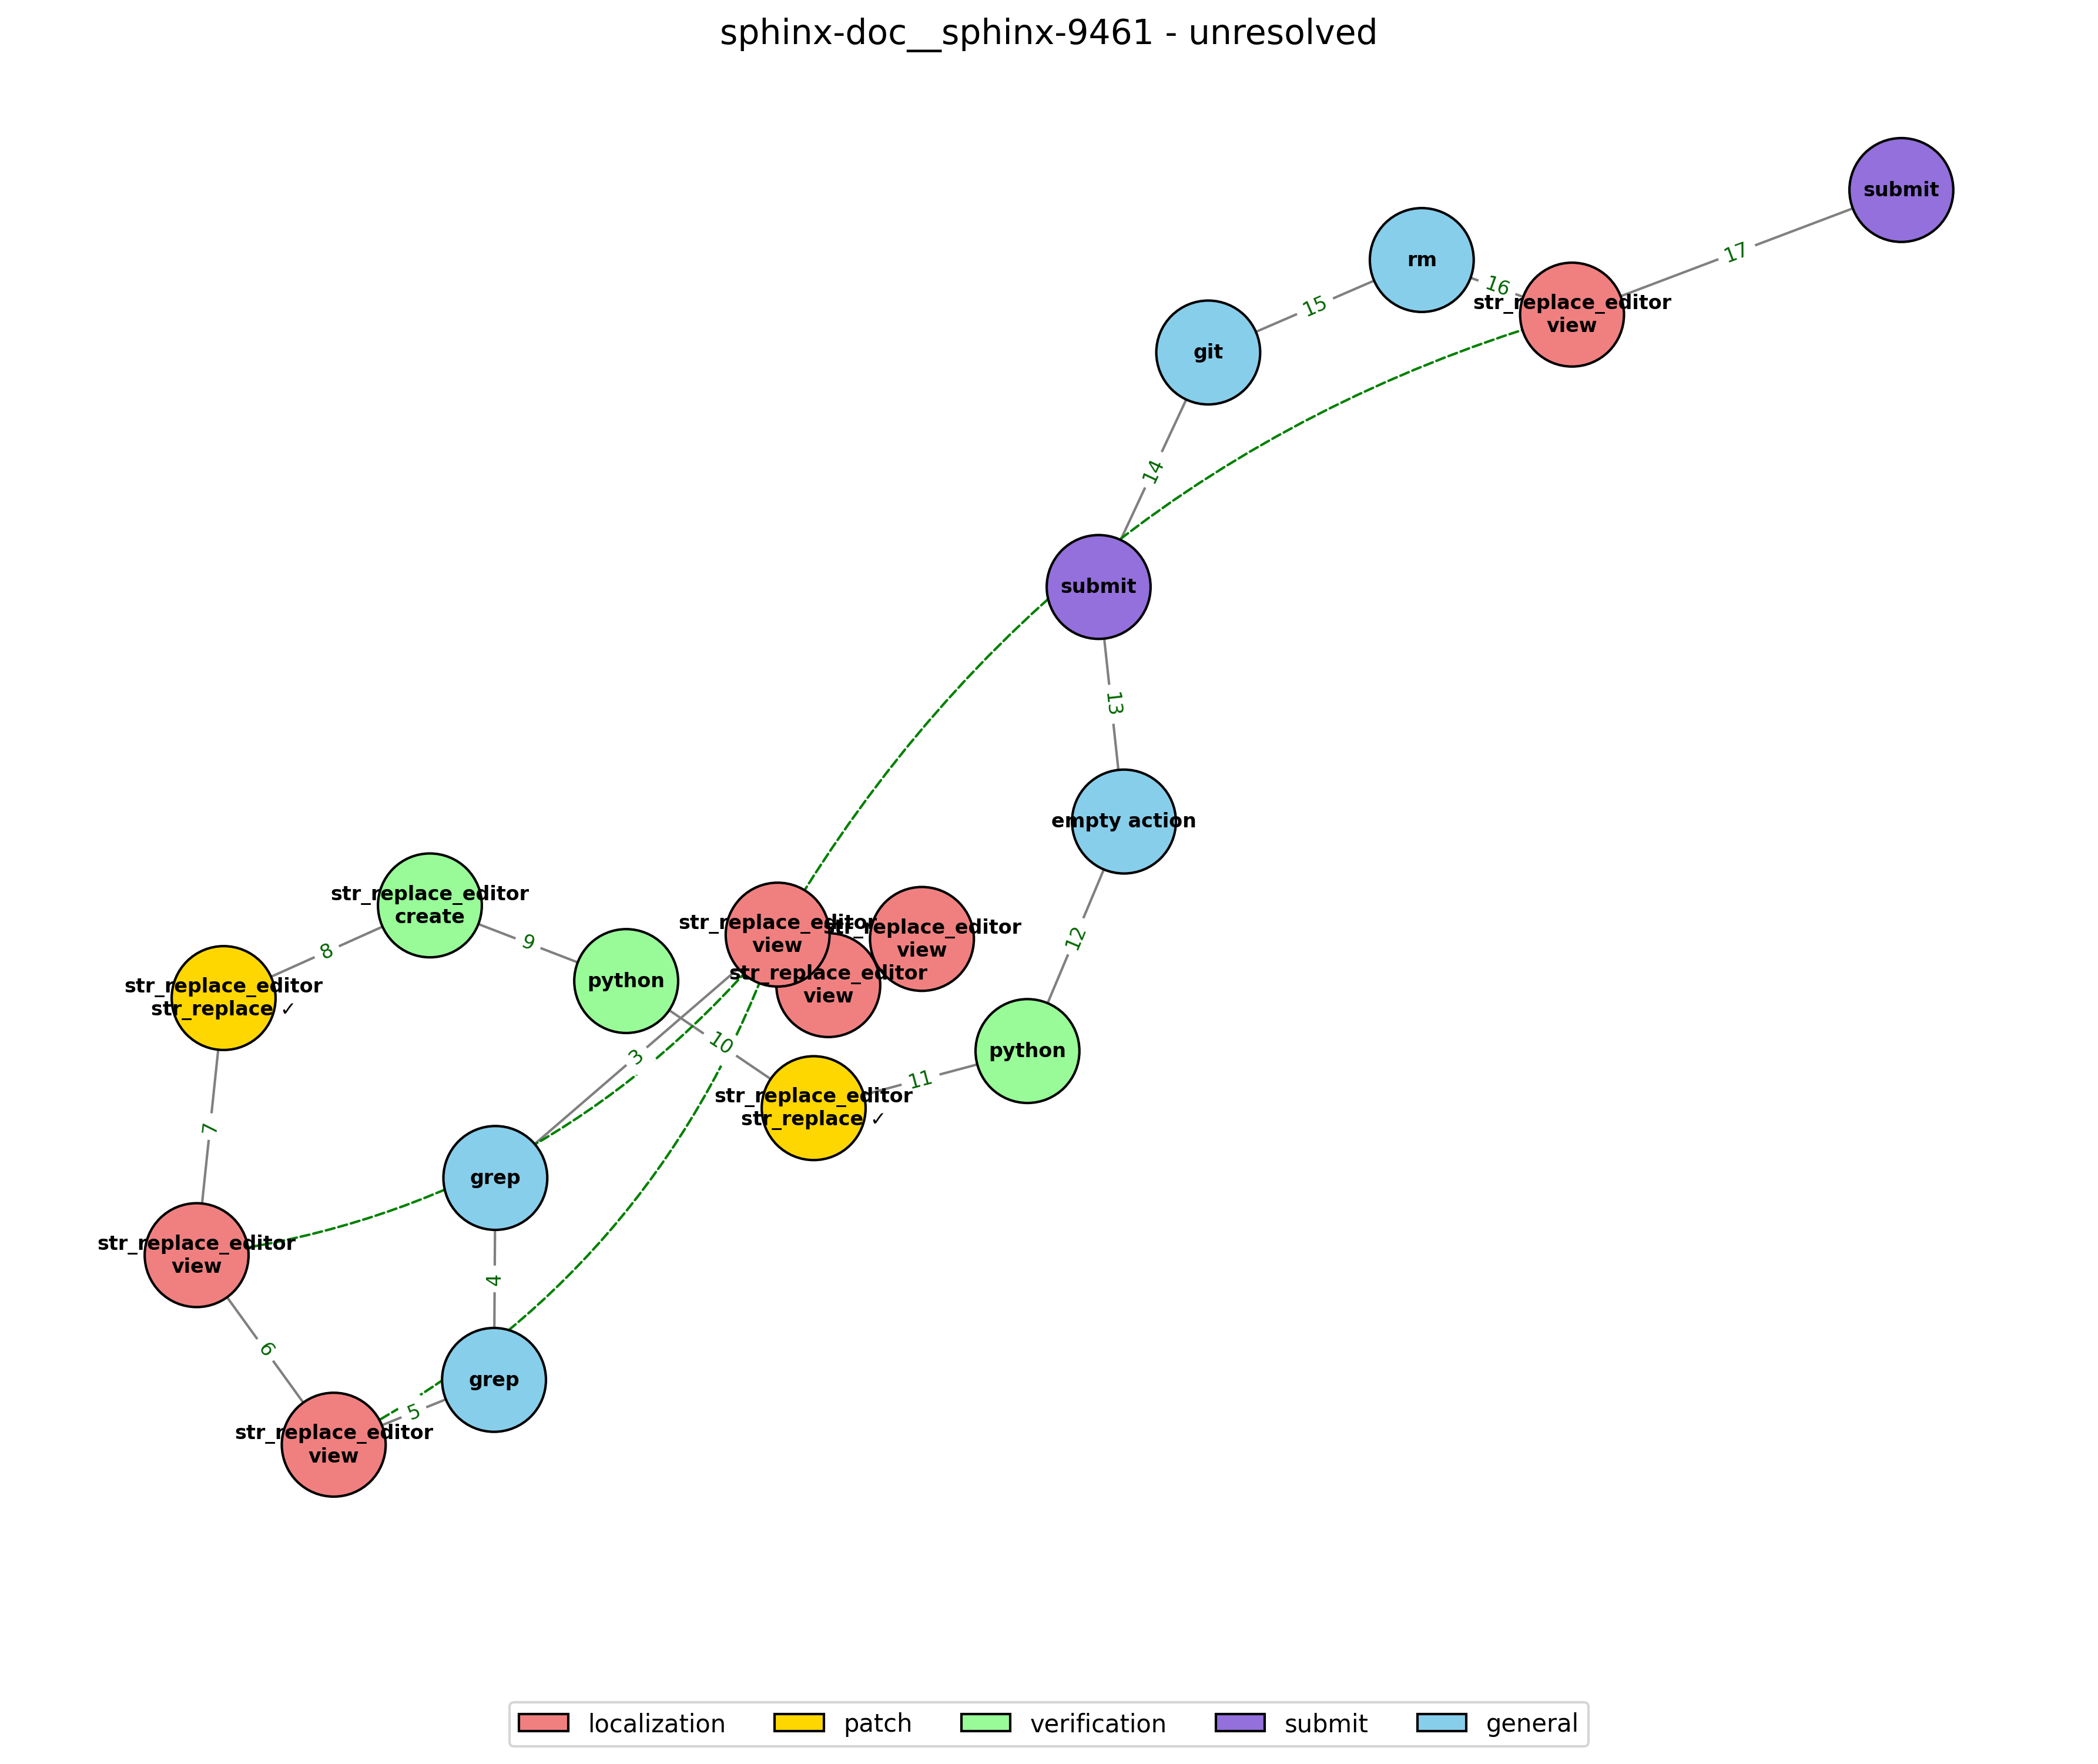 sphinx-doc__sphinx-9461 - unresolved
submit
rm
17
16
str_replace_editor
view
15
git
14
submit
13
empty action
str_replace_editor
create
str_replace_editor
view
str_replace_editor
view
12
9
8
python
str_replace_editor
view
str_replace_editor
str_replace ✓
10
3
python
11
str_replace_editor
str_replace ✓
7
grep
str_replace_editor
view
4
6
grep
5
str_replace_editor
view
localization
patch
verification
submit
general